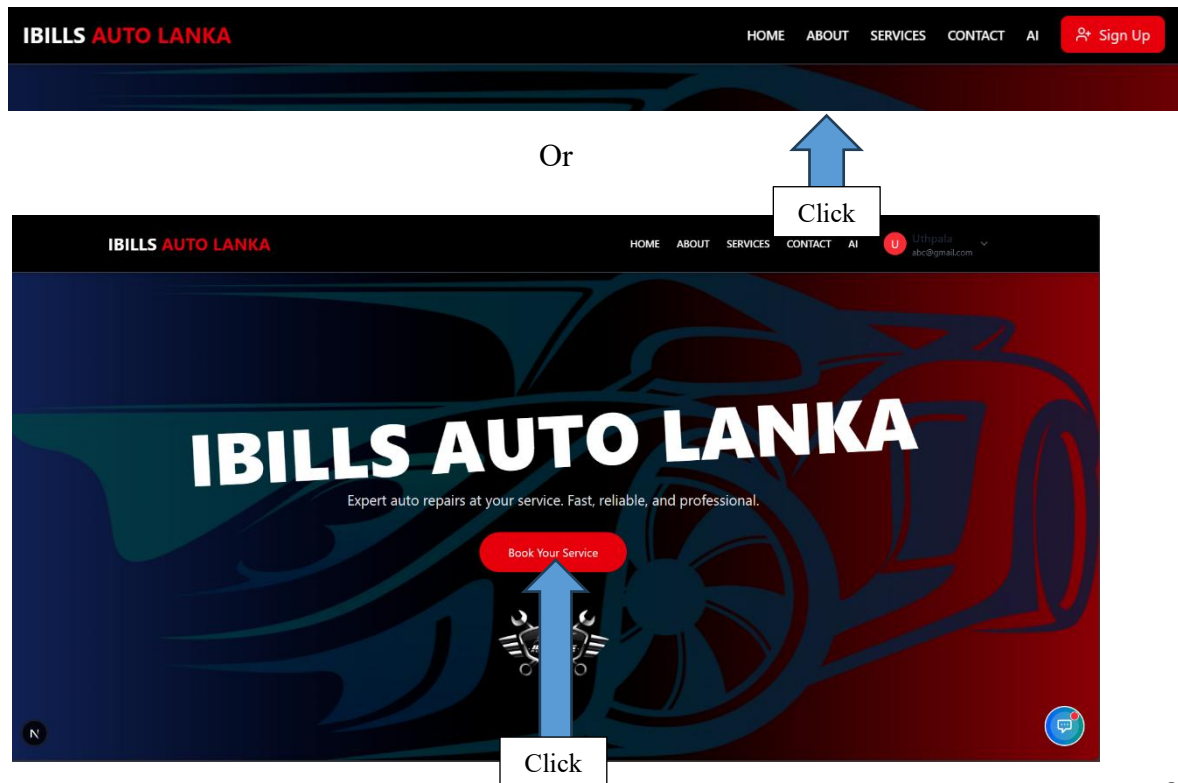 IBILLS AUTO LANKA HOME ABOUT SERVICES CONTACT AI Sign Up
Or
Click
IBILLS AUTO LANKA HOME ABOUT SERVICES CONTACT AI U Uthpala
abc@gmail.com
IBILLS AUTO LANKA
Expert auto repairs at your service. Fast, reliable, and professional.
Book Your Service
N
Click